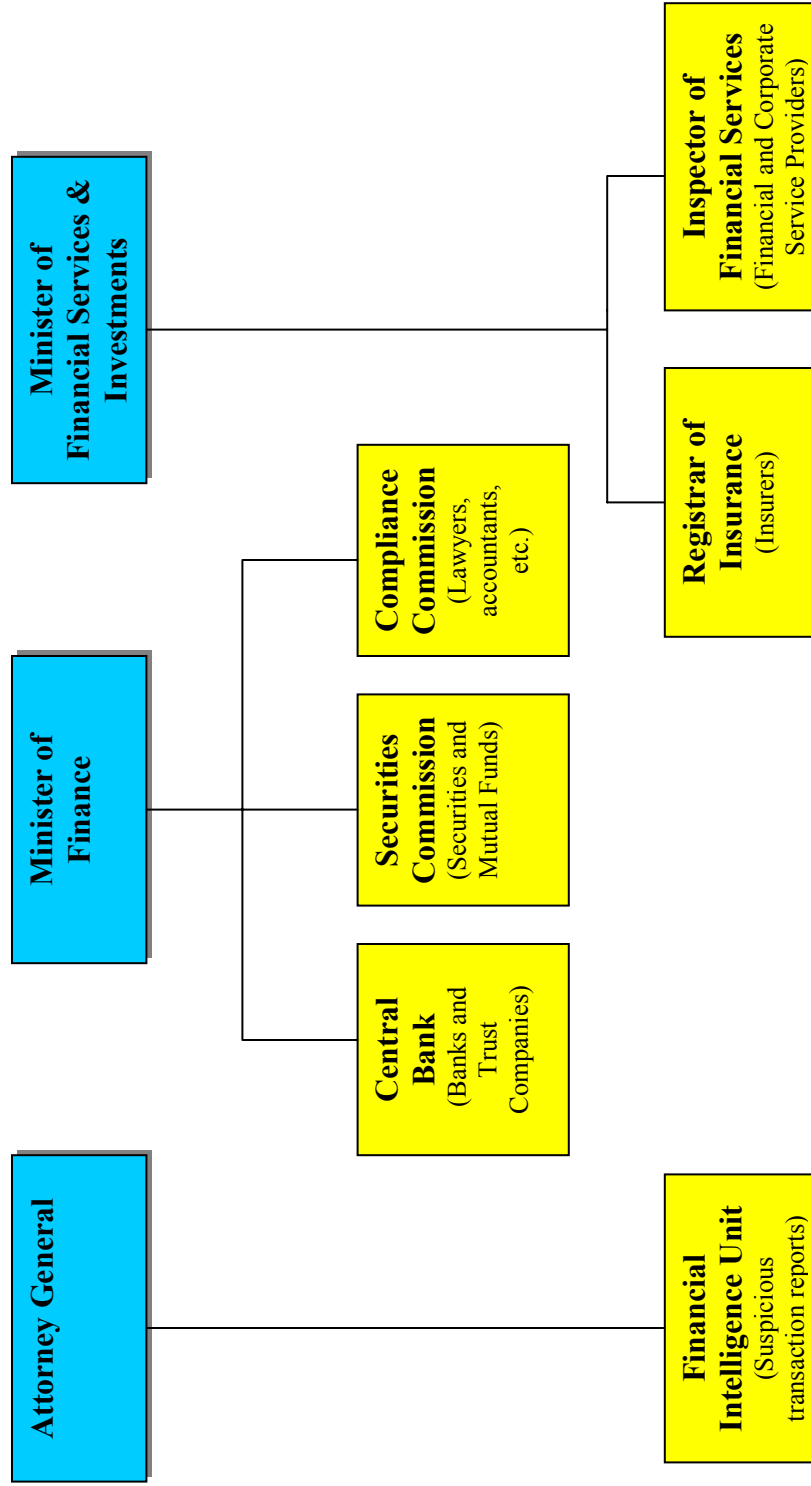 Attorney General
Minister of
Finance
Minister of
Financial Services &
Investments
Central
Bank
(Banks and
Trust
Companies)
Securities
Commission
(Securities and
Mutual Funds)
Compliance
Commission
(Lawyers,
accountants,
etc.)
Financial
Intelligence Unit
(Suspicious
transaction reports)
Registrar of
Insurance
(Insurers)
Inspector of
Financial Services
(Financial and Corporate
Service Providers)